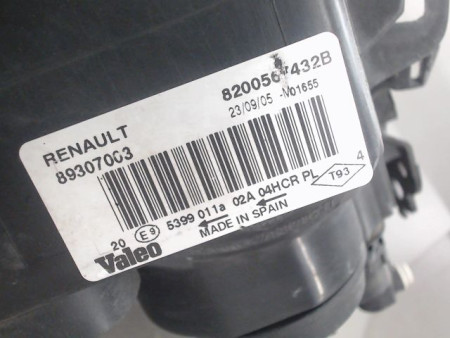 RENAULT 8200567432B
89307003 23/09/05 -M01655
20 E9 5399 011a 02A 04HCR PL T93 4
Valeo MADE IN SPAIN